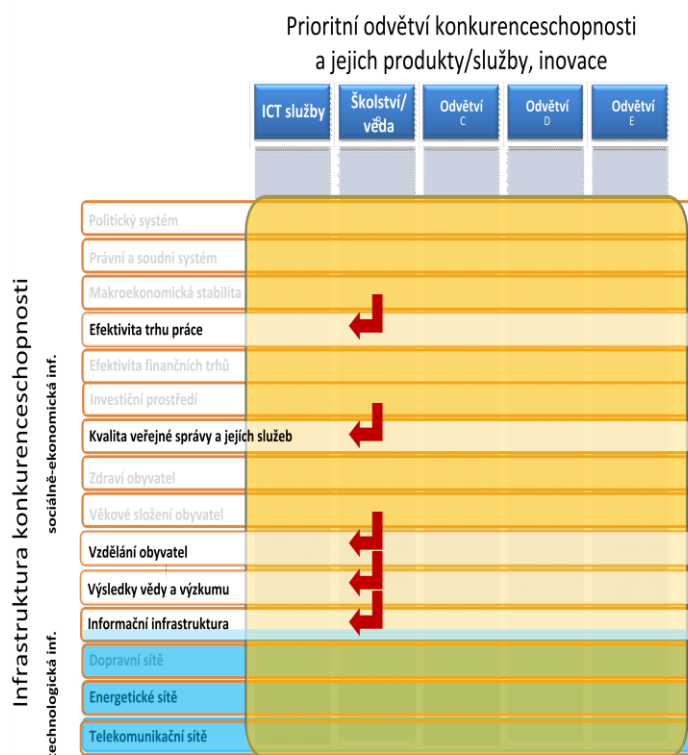 Prioritní odvětví konkurenceschopnosti
a jejich produkty/služby, inovace
ICT služby
Školství/
věda
B
Odvětví
C
Odvětví
D
Odvětví
E
Infrastruktura konkurenceschopnosti
sociálně-ekonomická inf.
Politický systém
Právní a soudní systém
Makroekonomická stabilita
Efektivita trhu práce
Efektivita finančních trhů
Investiční prostředí
Kvalita veřejné správy a jejích služeb
Zdraví obyvatel
Věkové složení obyvatel
Vzdělání obyvatel
Výsledky vědy a výzkumu
Informační infrastruktura
technologická inf.
Dopravní sítě
Energetické sítě
Telekomunikační sítě